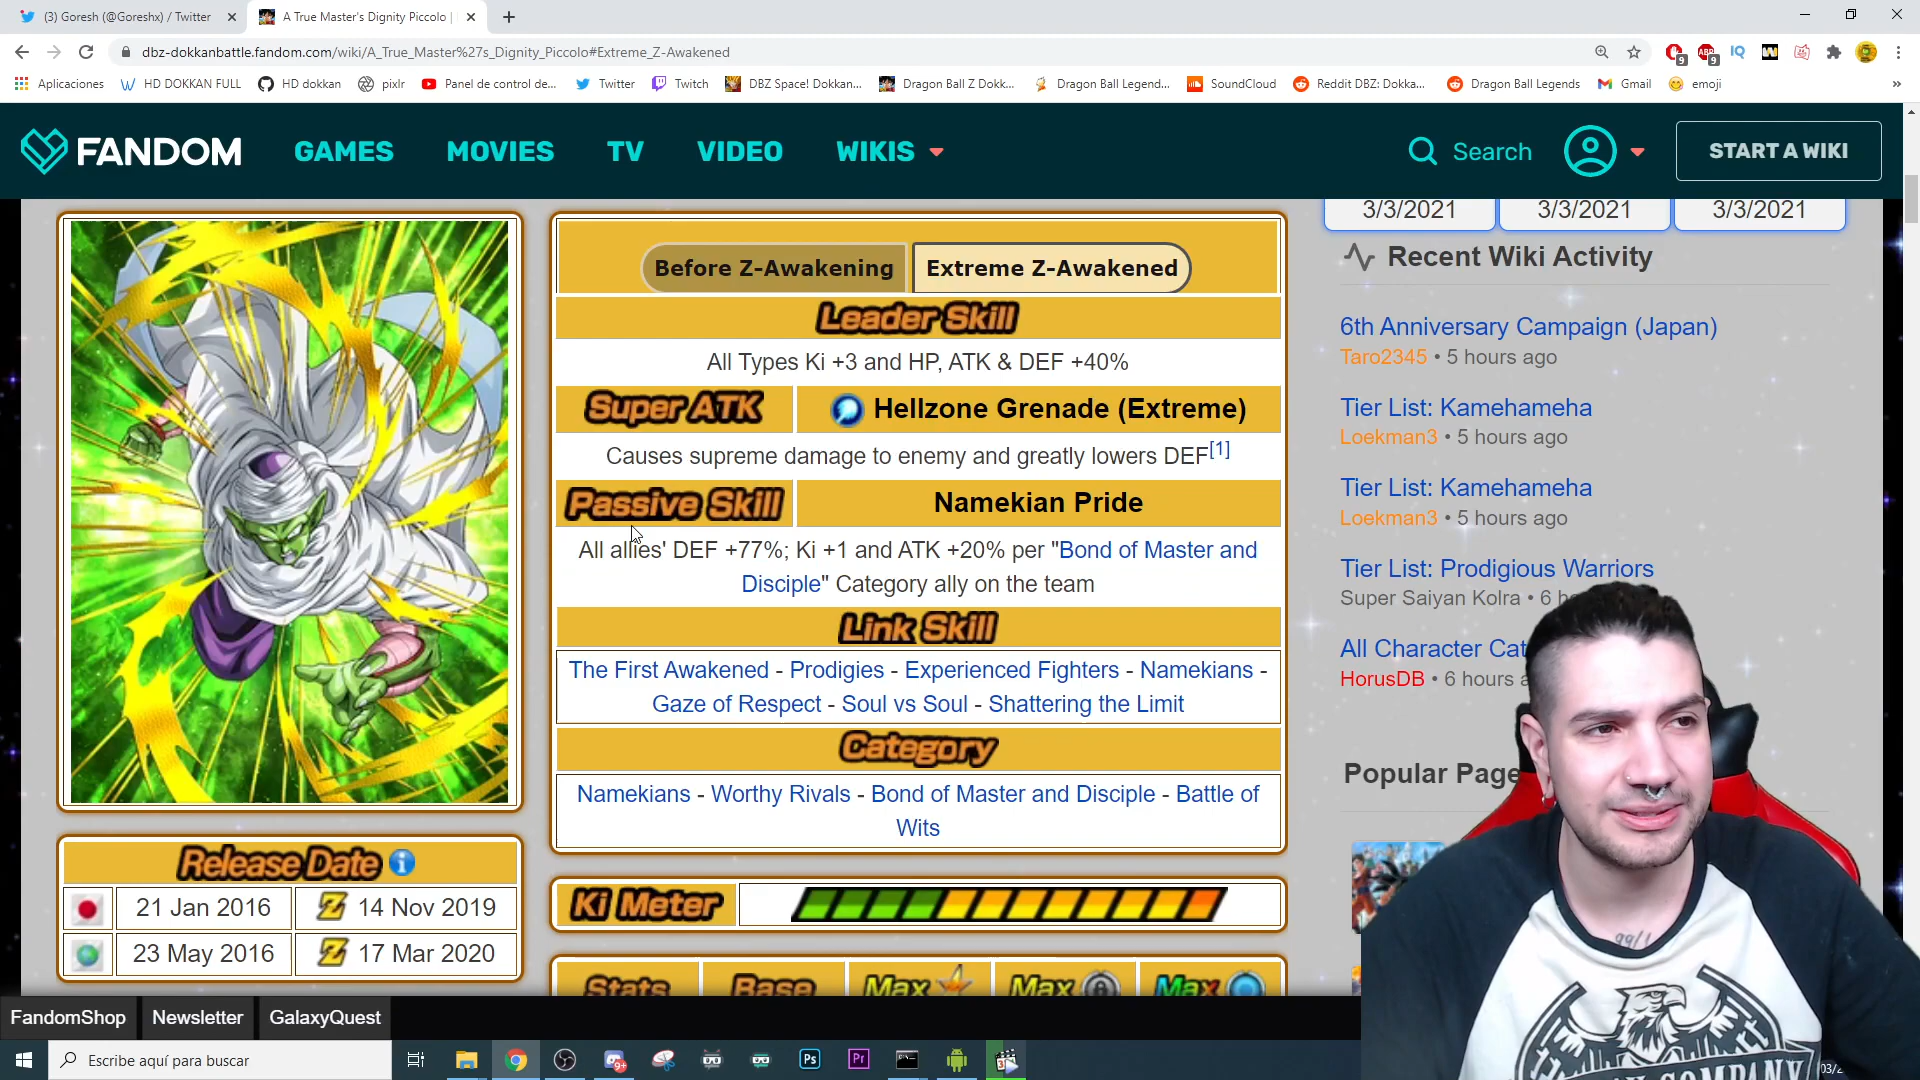 (3) Goresh (@Goreshx) / Twitter
A True Master's Dignity Piccolo |
dbz-dokkanbattle.fandom.com/wiki/A_True_Master%27s_Dignity_Piccolo#Extreme_Z-Awakened
Aplicaciones
HD DOKKAN FULL
HD dokkan
pixlr
Panel de control de...
Twitter
Twitch
DBZ Space! Dokkan...
Dragon Ball Z Dokk...
Dragon Ball Legend...
SoundCloud
Reddit DBZ: Dokka...
Dragon Ball Legends
Gmail
emoji
FANDOM
GAMES
MOVIES
TV
VIDEO
WIKIS
Search
START A WIKI
3/3/2021
3/3/2021
3/3/2021
Before Z-Awakening
Extreme Z-Awakened
Leader Skill
All Types Ki +3 and HP, ATK & DEF +40%
Super ATK
Hellzone Grenade (Extreme)
Causes supreme damage to enemy and greatly lowers DEF[1]
Passive Skill
Namekian Pride
All allies' DEF +77%; Ki +1 and ATK +20% per "Bond of Master and
Disciple" Category ally on the team
Link Skill
The First Awakened - Prodigies - Experienced Fighters - Namekians -
Gaze of Respect - Soul vs Soul - Shattering the Limit
Category
Namekians - Worthy Rivals - Bond of Master and Disciple - Battle of
Wits
Ki Meter
Stats
Base
Max
Max
Max
Release Date
21 Jan 2016
14 Nov 2019
23 May 2016
17 Mar 2020
Recent Wiki Activity
6th Anniversary Campaign (Japan)
Taro2345 • 5 hours ago
Tier List: Kamehameha
Loekman3 • 5 hours ago
Tier List: Kamehameha
Loekman3 • 5 hours ago
Tier List: Prodigious Warriors
Super Saiyan Kolra • 6 h
All Character Cat
HorusDB • 6 hours a
Popular Page
FandomShop
Newsletter
GalaxyQuest
Escribe aquí para buscar